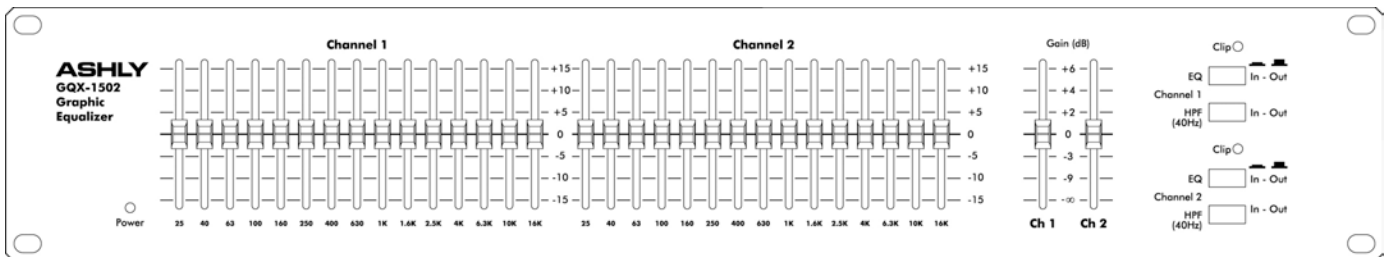 ASHLY
GQX-1502
Graphic
Equalizer
Power
Channel 1
+15
+10
+5
0
-5
-10
-15
25 40 63 100 160 250 400 630 1K 1.6K 2.5K 4K 6.3K 10K 16K
Channel 2
+15
+10
+5
0
-5
-10
-15
25 40 63 100 160 250 400 630 1K 1.6K 2.5K 4K 6.3K 10K 16K
Gain (dB)
+6
+4
+2
0
-3
-9
-∞
Ch 1 Ch 2
Clip
EQ In - Out
Channel 1
HPF In - Out
(40Hz)
Clip
EQ In - Out
Channel 2
HPF In - Out
(40Hz)